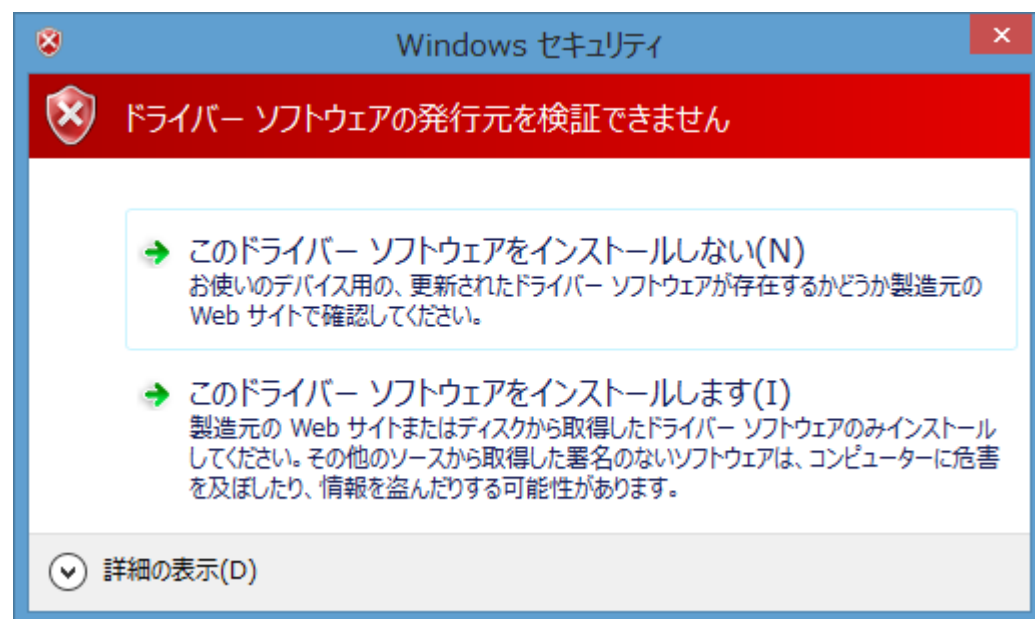 Windows セキュリティ
ドライバー ソフトウェアの発行元を検証できません
このドライバー ソフトウェアをインストールしない(N)
お使いのデバイス用の、更新されたドライバー ソフトウェアが存在するかどうか製造元の
Web サイトで確認してください。
このドライバー ソフトウェアをインストールします(I)
製造元の Web サイトまたはディスクから取得したドライバー ソフトウェアのみインストール
してください。その他のソースから取得した署名のないソフトウェアは、コンピューターに危害
を及ぼしたり、情報を盗んだりする可能性があります。
詳細の表示(D)